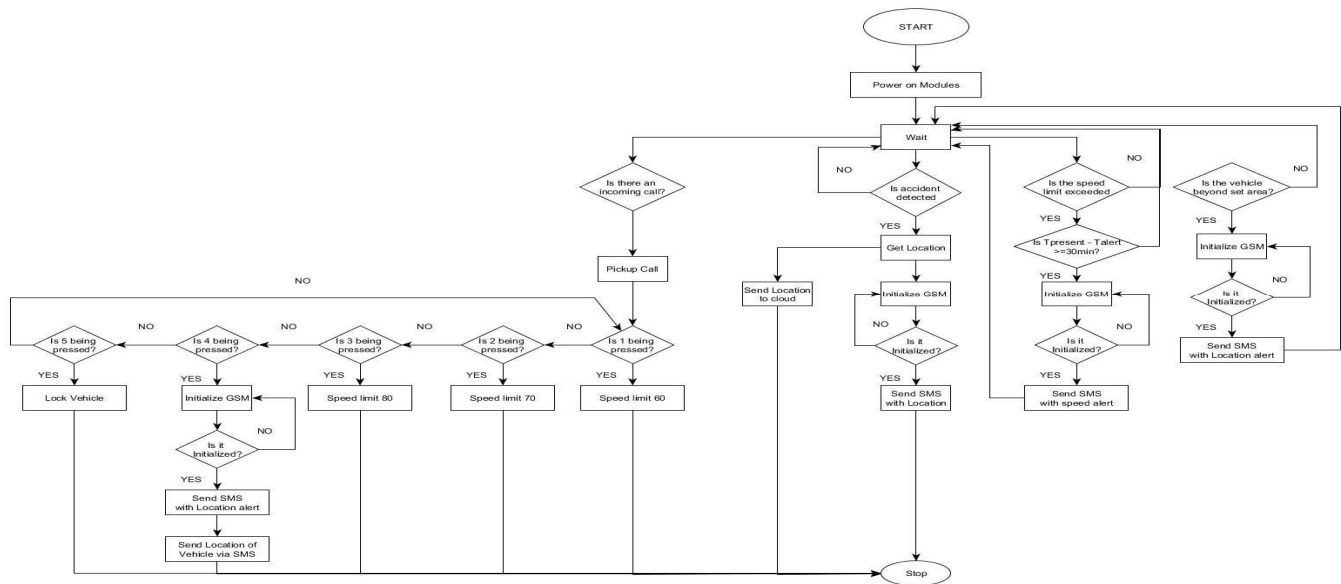 START
Power on Modules
Wait
NO
NO
Is there an
incoming call?
Is accident
detected
Is the speed
limit exceeded
Is the vehicle
beyond set area?
NO
YES
YES
YES
Get Location
Is Tpresent - Talert
>=30min?
Initialize GSM
Pickup Call
NO
YES
NO
Send Location
to cloud
Initialize GSM
Initialize GSM
Is it
Initialized?
NO
NO
NO
NO
NO
NO
NO
YES
Is 5 being
pressed?
Is 4 being
pressed?
Is 3 being
pressed?
Is 2 being
pressed?
Is 1 being
pressed?
Is it
Initialized?
Is it
Initialized?
Send SMS
with Location alert
YES
YES
YES
YES
YES
YES
YES
Lock Vehicle
Initialize GSM
Speed limit 80
Speed limit 70
Speed limit 60
Send SMS
with Location
Send SMS
with speed alert
NO
Is it
Initialized?
YES
Send SMS
with Location alert
Send Location of
Vehicle via SMS
Stop